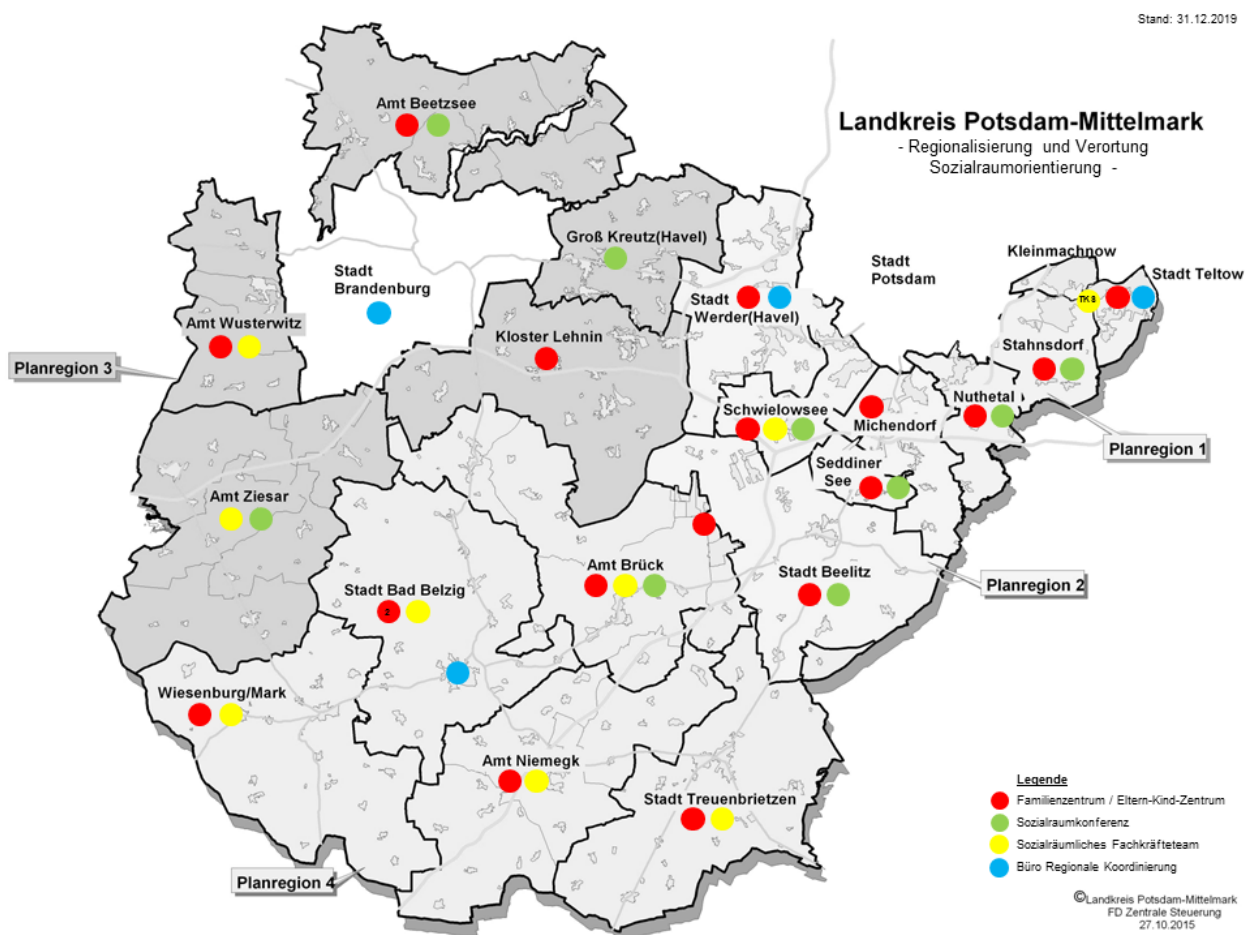 Stand: 31.12.2019
Landkreis Potsdam-Mittelmark
- Regionalisierung und Verortung
Sozialraumorientierung -
Amt Beetzsee
Groß Kreutz(Havel)
Stadt
Brandenburg
Stadt
Potsdam
Kleinmachnow
Stadt Teltow
TK S
Stadt
Werder(Havel)
Amt Wusterwitz
Kloster Lehnin
Stahnsdorf
Planregion 3
Nuthetal
Schwielowsee
Michendorf
Planregion 1
Seddiner
See
Amt Ziesar
Amt Brück
Stadt Beelitz
Planregion 2
Stadt Bad Belzig
2
Wiesenburg/Mark
Amt Niemegk
Stadt Treuenbrietzen
Planregion 4
Legende
Familienzentrum / Eltern-Kind-Zentrum
Sozialraumkonferenz
Sozialräumliches Fachkräfteteam
Büro Regionale Koordinierung
©Landkreis Potsdam-Mittelmark
FD Zentrale Steuerung
27.10.2015